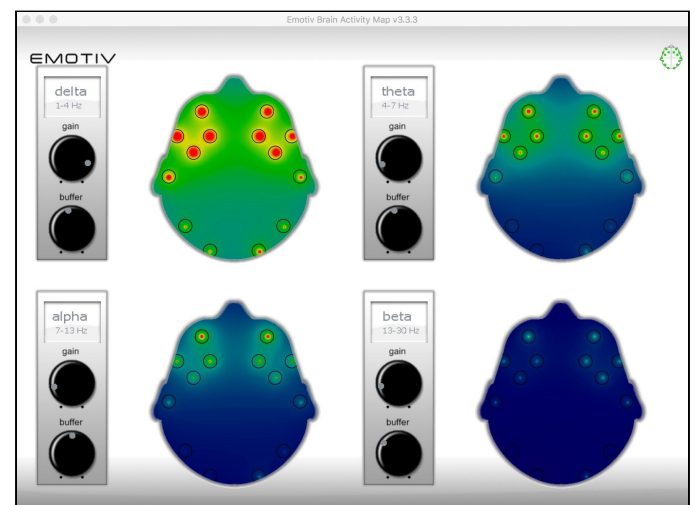 Emotiv Brain Activity Map v3.3.3
EMOTIV
delta
1-4 Hz
gain
buffer
theta
4-7 Hz
gain
buffer
alpha
7-13 Hz
gain
buffer
beta
13-30 Hz
gain
buffer